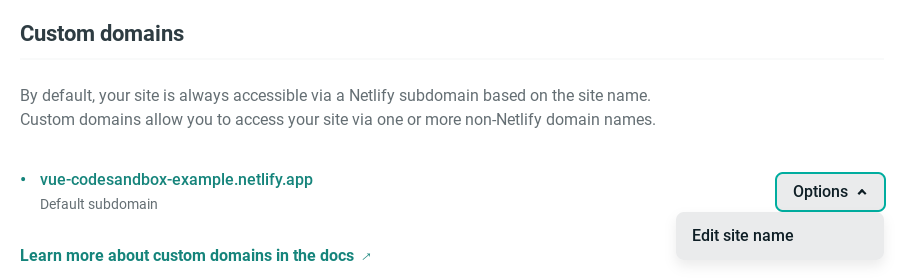 Custom domains
By default, your site is always accessible via a Netlify subdomain based on the site name.
Custom domains allow you to access your site via one or more non-Netlify domain names.
• vue-codesandbox-example.netlify.app
Default subdomain
Options
Edit site name
Learn more about custom domains in the docs ↗